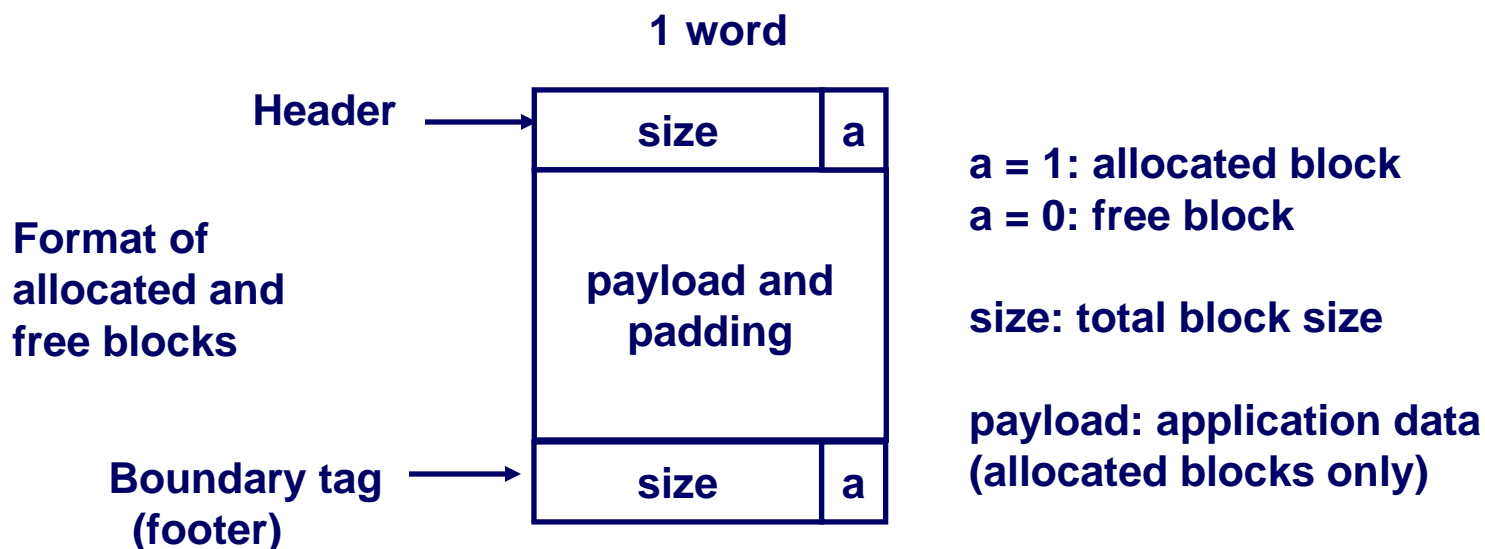 1 word
Header
size a
a = 1: allocated block
a = 0: free block
Format of
allocated and
free blocks
payload and
padding
size: total block size
payload: application data
(allocated blocks only)
Boundary tag
(footer)
size a